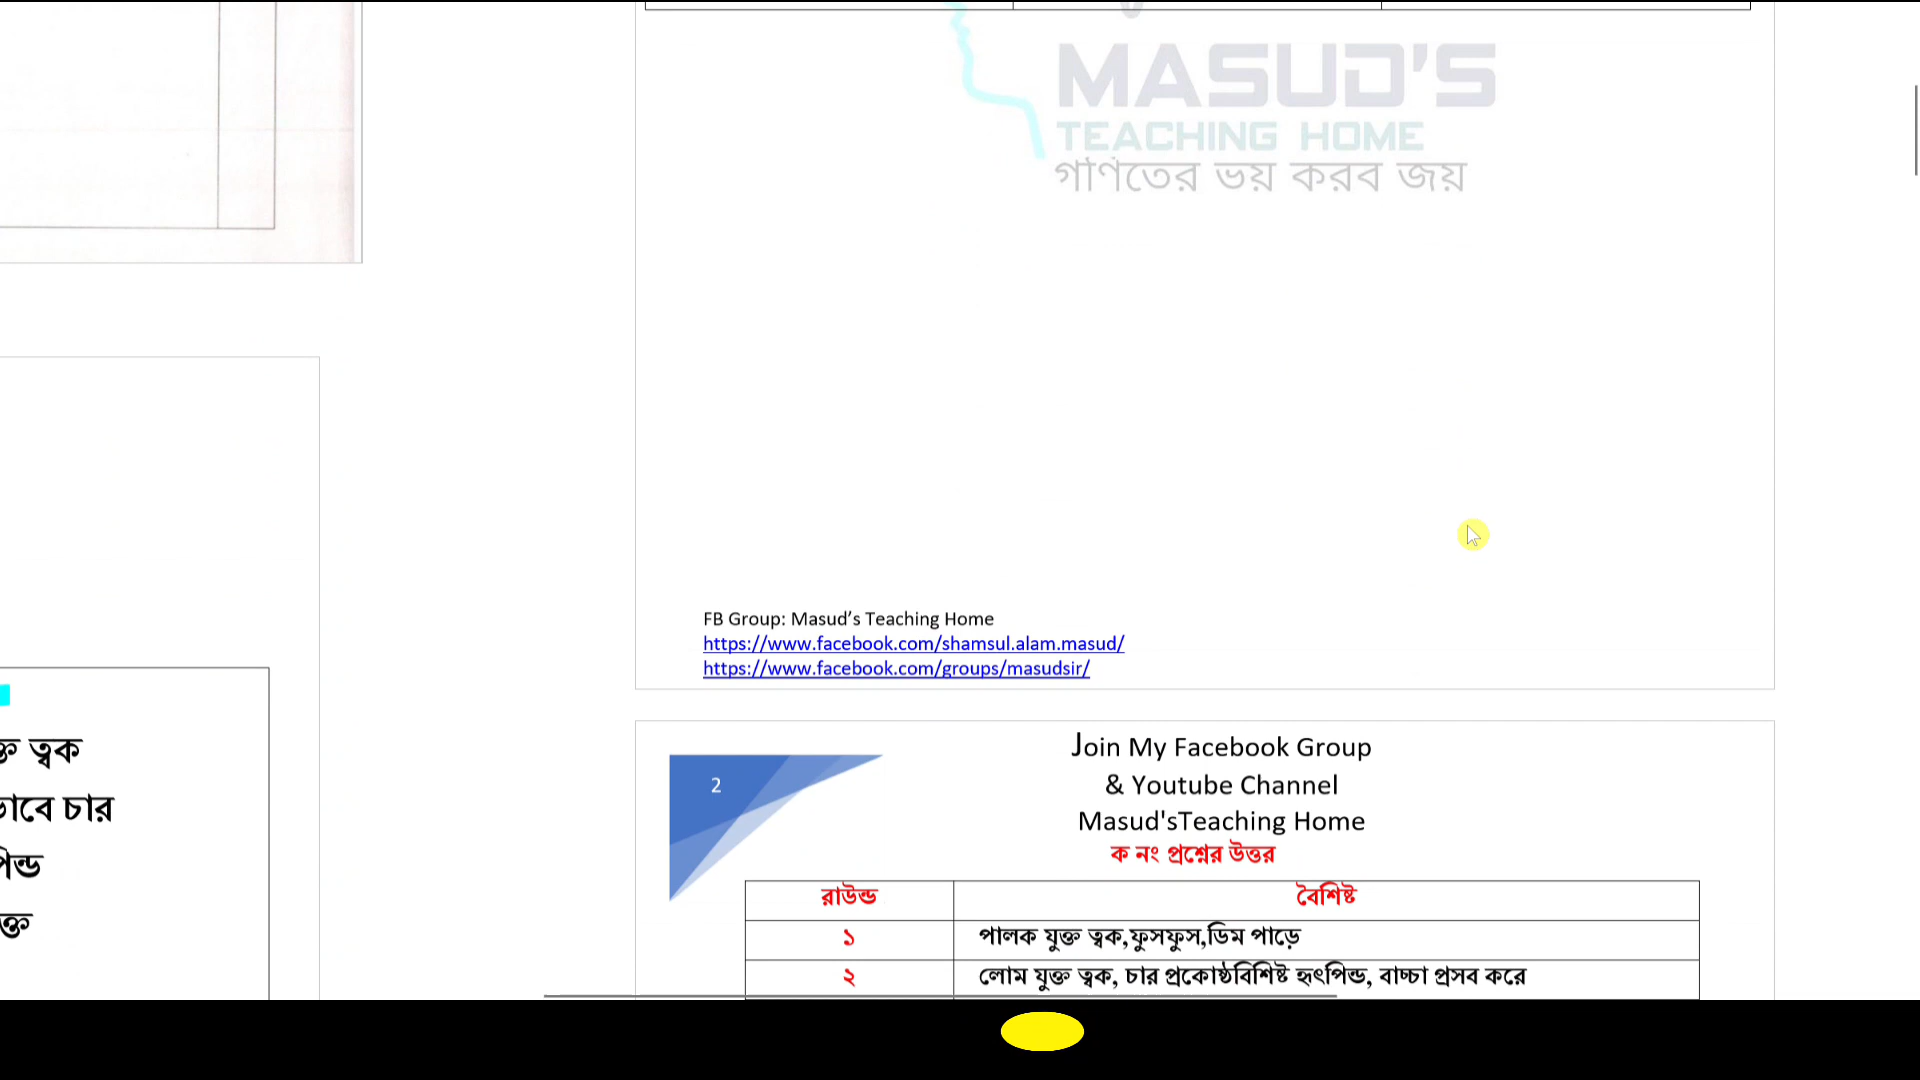 MASUD'S
TEACHING HOME
গণিতের ভয় করব জয়
FB Group: Masud's Teaching Home
https://www.facebook.com/shamsul.alam.masud/
https://www.facebook.com/groups/masudsir/
ত্বক
চার
2
Join My Facebook Group
& Youtube Channel
Masud'sTeaching Home
ক নং প্রশ্নের উত্তর
রাউন্ড বৈশিষ্ট
১ পালক যুক্ত ত্বক,ফুসফুস,ডিম পাড়ে
২ লোম যুক্ত ত্বক, চার প্রকোষ্ঠবিশিষ্ট হৃৎপিন্ড, বাচ্চা প্রসব করে